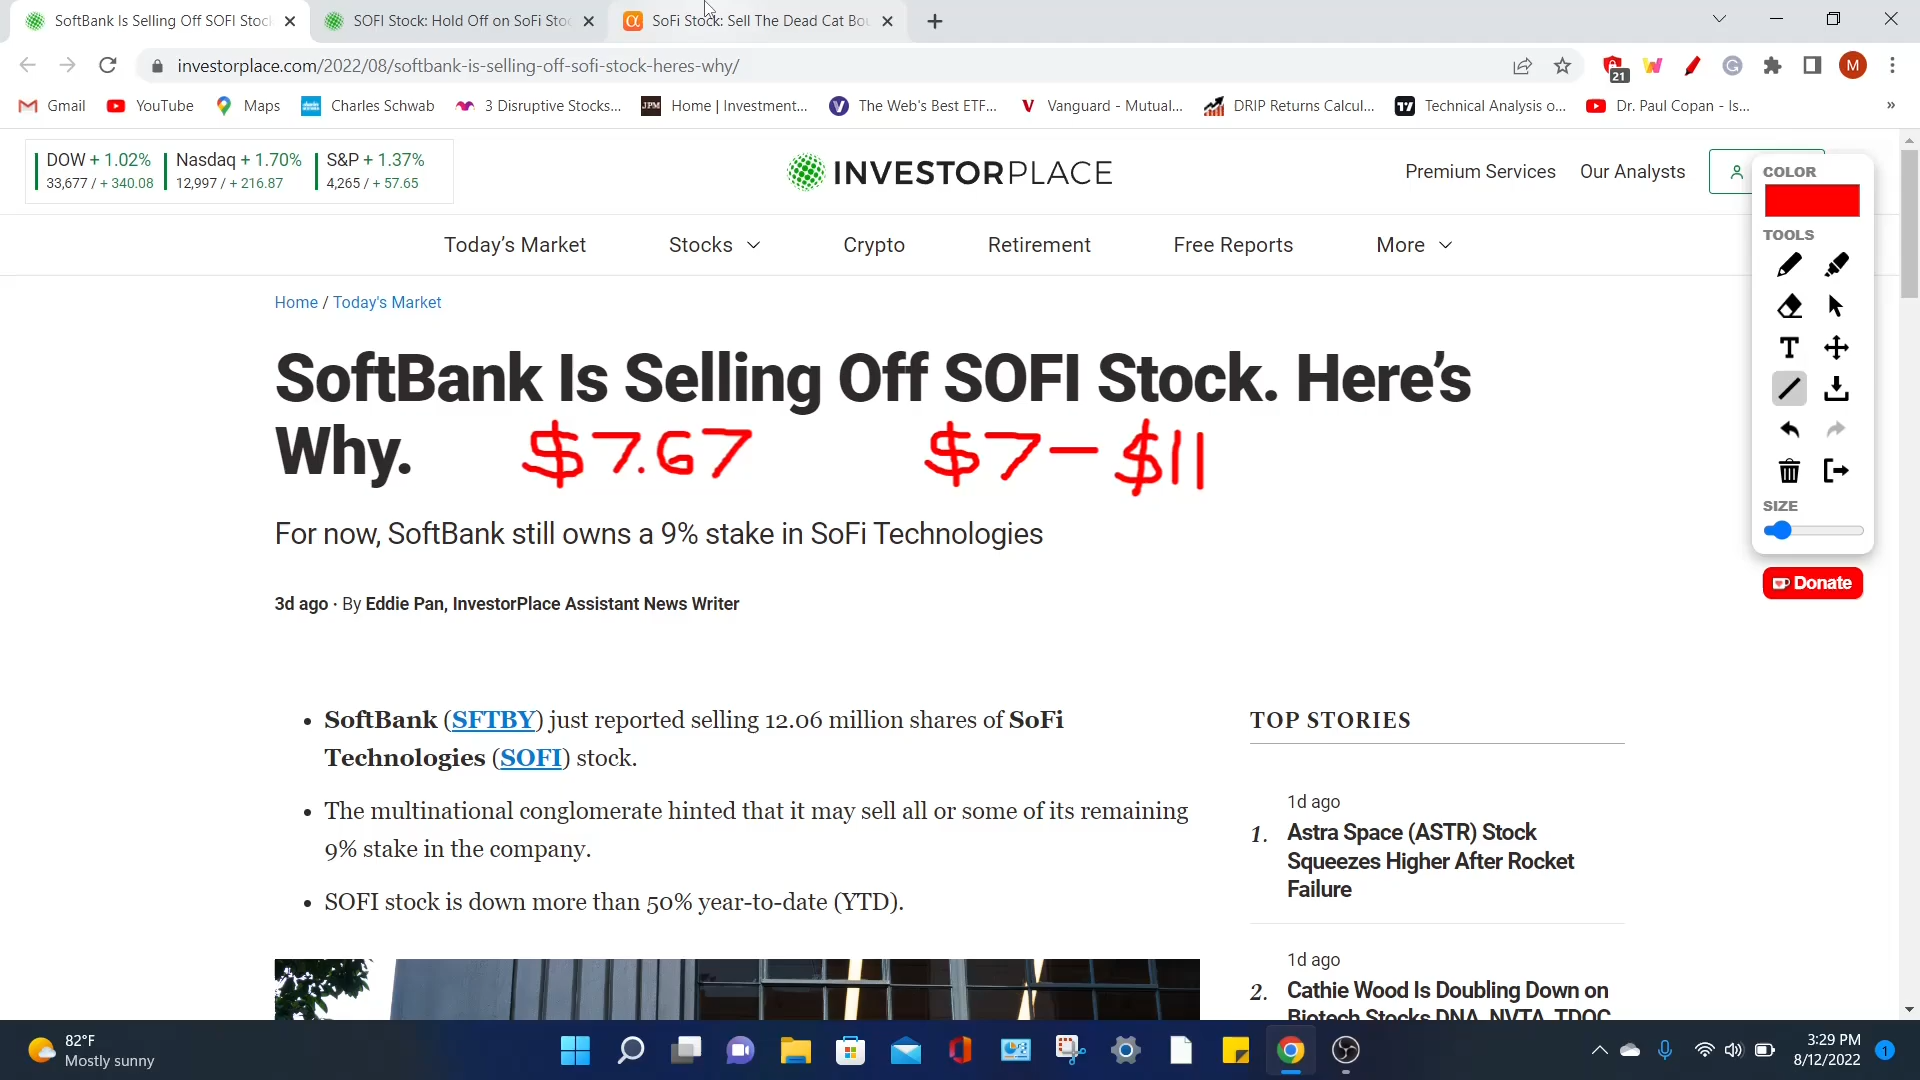 SoftBank Is Selling Off SOFI Stoc
SOFI Stock: Hold Off on SoFi Stoc
SoFi Stock: Sell The Dead Cat Bou
investorplace.com/2022/08/softbank-is-selling-off-sofi-stock-heres-why/
21
M
Gmail
YouTube
Maps
Charles Schwab
3 Disruptive Stocks...
JPM
Home | Investment...
The Web's Best ETF...
Vanguard - Mutual...
DRIP Returns Calcul...
Technical Analysis o...
Dr. Paul Copan - Is...
»
DOW + 1.02%
33,677 / + 340.08
Nasdaq + 1.70%
12,997 / + 216.87
S&P + 1.37%
4,265 / + 57.65
INVESTORPLACE
Premium Services
Our Analysts
COLOR
TOOLS
T
SIZE
Donate
Today's Market
Stocks
Crypto
Retirement
Free Reports
More
Home / Today's Market
SoftBank Is Selling Off SOFI Stock. Here's
Why.
$7.67
$7-$11
For now, SoftBank still owns a 9% stake in SoFi Technologies
3d ago · By Eddie Pan, InvestorPlace Assistant News Writer
• SoftBank (SFTBY) just reported selling 12.06 million shares of SoFi
Technologies (SOFI) stock.
• The multinational conglomerate hinted that it may sell all or some of its remaining
9% stake in the company.
• SOFI stock is down more than 50% year-to-date (YTD).
TOP STORIES
1d ago
1. Astra Space (ASTR) Stock
Squeezes Higher After Rocket
Failure
1d ago
2. Cathie Wood Is Doubling Down on
Biotech Stocks DNA, NVTA, TDOC
82°F
Mostly sunny
3:29 PM
8/12/2022
1